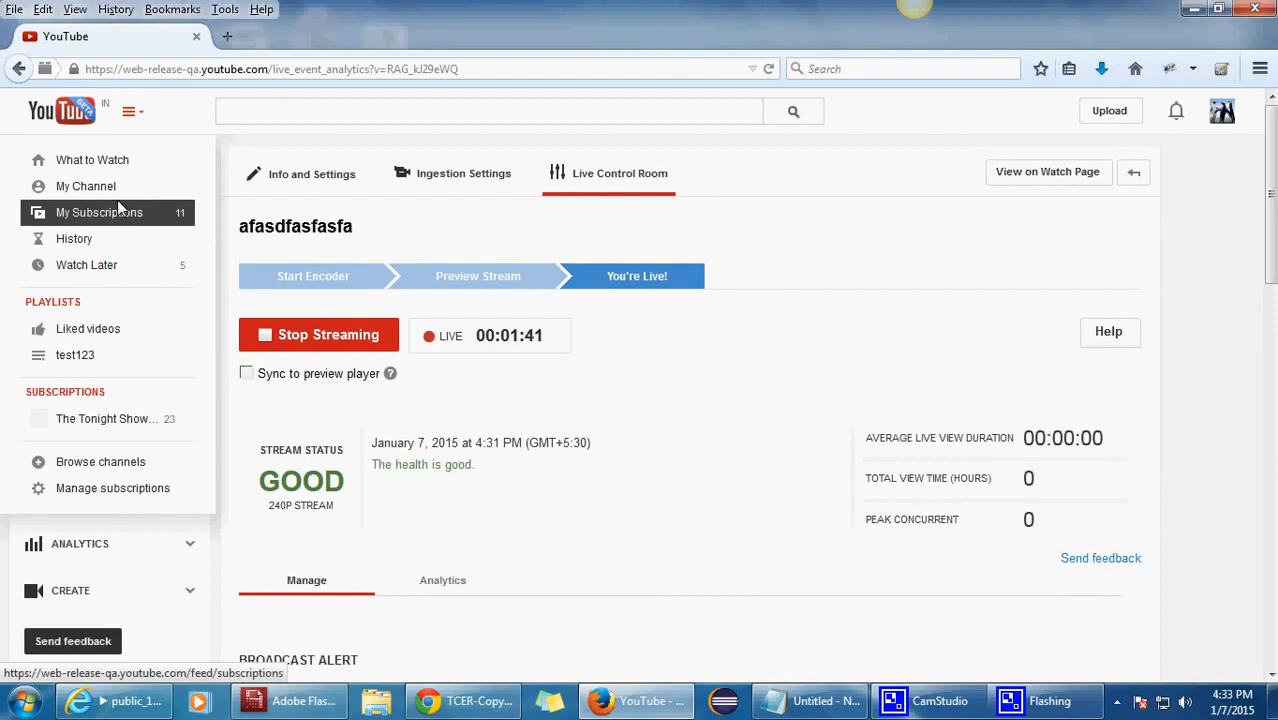 File Edit View History Bookmarks Tools Help
YouTube
https://web-release-qa.youtube.com/live_event_analytics?v=RAG_kJ29eWQ
Search
YouTube BETA IN
Upload
What to Watch
My Channel
My Subscriptions 11
History
Watch Later 5
PLAYLISTS
Liked videos
test123
SUBSCRIPTIONS
The Tonight Show... 23
Browse channels
Manage subscriptions
ANALYTICS
CREATE
Send feedback
Info and Settings Ingestion Settings Live Control Room
View on Watch Page
afasdfasfasfa
Start Encoder Preview Stream You're Live!
Stop Streaming LIVE 00:01:41
Help
Sync to preview player ?
STREAM STATUS
GOOD
240P STREAM
January 7, 2015 at 4:31 PM (GMT+5:30)
The health is good.
AVERAGE LIVE VIEW DURATION 00:00:00
TOTAL VIEW TIME (HOURS) 0
PEAK CONCURRENT 0
Send feedback
Manage Analytics
BROADCAST ALERT
https://web-release-qa.youtube.com/feed/subscriptions
public_1... Adobe Flas... TCER-Copy... YouTube - ... Untitled - N... CamStudio Flashing
4:33 PM
1/7/2015